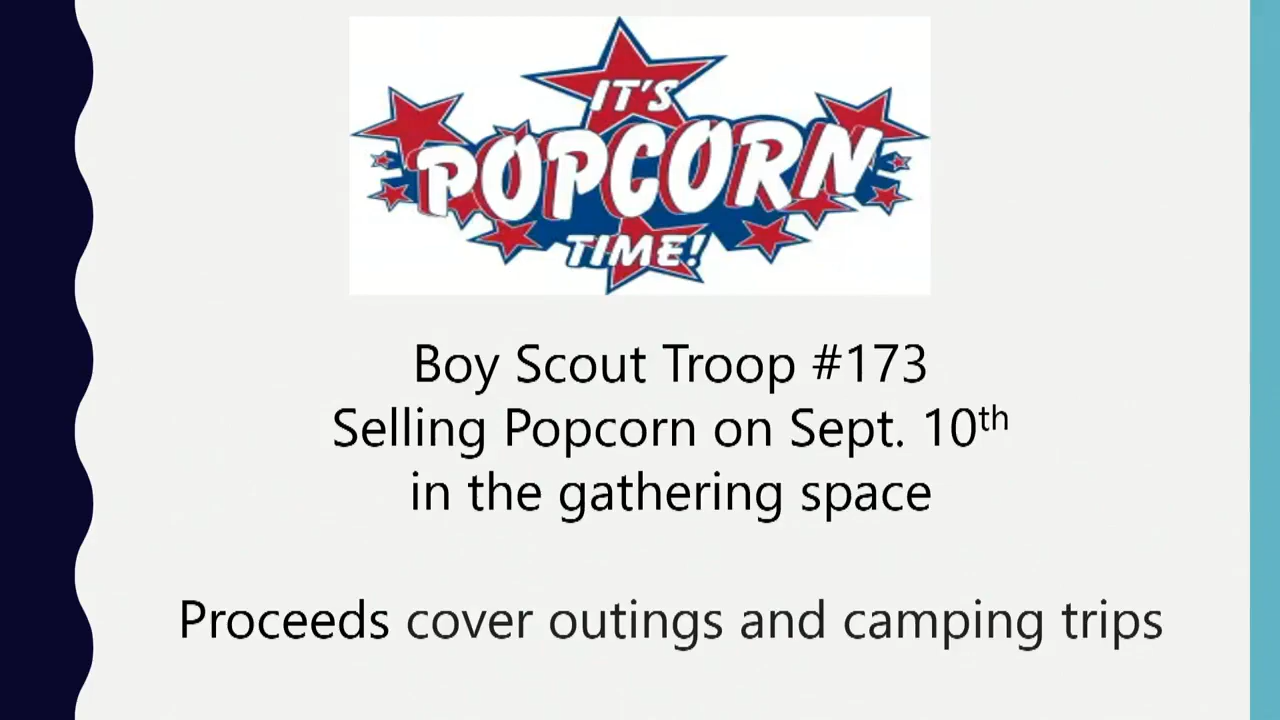 IT'S
POPCORN
TIME!
Boy Scout Troop #173
Selling Popcorn on Sept. 10th
in the gathering space
Proceeds cover outings and camping trips